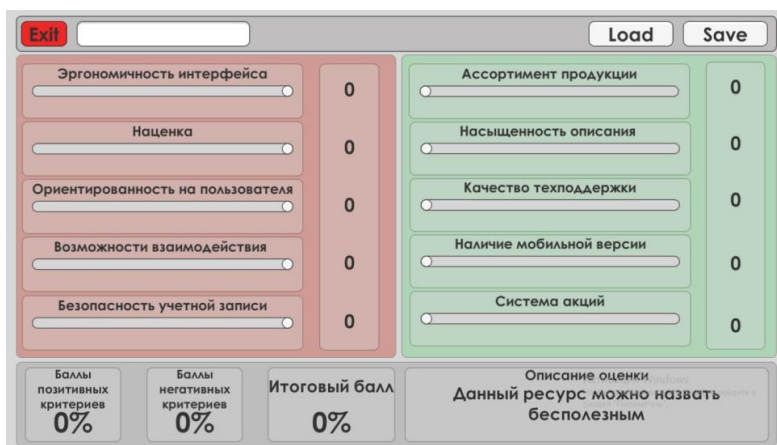 Exit
Load
Save
Эргономичность интерфейса
0
Наценка
0
Ориентированность на пользователя
0
Возможности взаимодействия
0
Безопасность учетной записи
0
Ассортимент продукции
0
Насыщенность описания
0
Качество техподдержки
0
Наличие мобильной версии
0
Система акций
0
Баллы
позитивных
критериев
0%
Баллы
негативных
критериев
0%
Итоговый балл
0%
Описание оценки
Данный ресурс можно назвать
бесполезным